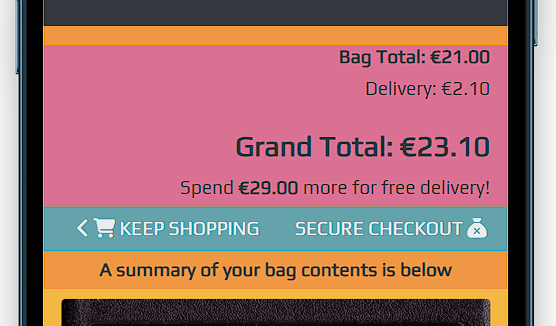 Bag Total: €21.00
Delivery: €2.10
Grand Total: €23.10
Spend €29.00 more for free delivery!
KEEP SHOPPING SECURE CHECKOUT
A summary of your bag contents is below